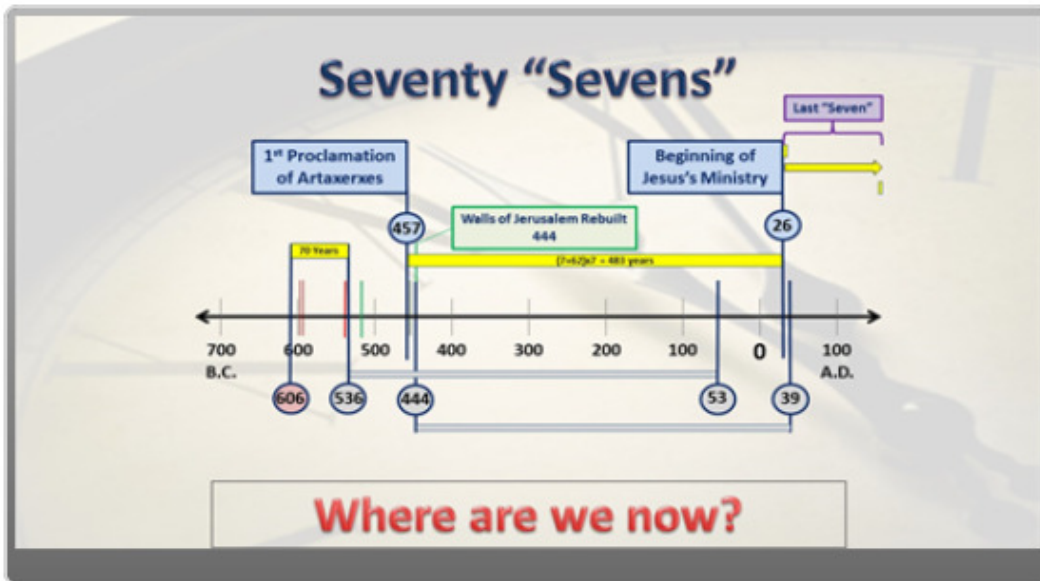 Seventy “Sevens”
Last “Seven”
1st Proclamation
of Artaxerxes
Beginning of
Jesus’s Ministry
457
Walls of Jerusalem Rebuilt
444
26
70 Years
(7+62)x7 = 483 years
700 600 500 400 300 200 100 0 100
B.C. A.D.
606 536 444 53 39
Where are we now?